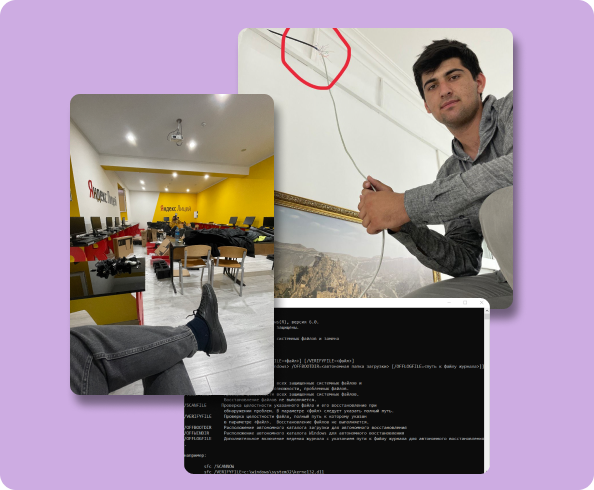 Яндекс Лицей
Яндекс Лицей
версия 6.0.
защищены.
системных файлов и замена
[/VERIFYFILE=<файл>]
/OFFBOOTDIR=<автономная папка загрузки> [/OFFLOGFILE=<путь к файлу журнала>]]
всех защищенных системных файлов и
возможности, проблемных файлов.
всех защищенных системных файлов.
Восстановление файлов не выполняется.
/SCANFILE Проверка целостности указанного файла и его восстановление при
обнаружении проблем. В параметре <файл> следует указать полный путь.
/VERIFYFILE Проверка целостности файла, полный путь к которому указан
в параметре <файл>. Восстановление файлов не выполняется.
/OFFBOOTDIR Расположение автономного каталога загрузки для автономного восстановления
/OFFWINDIR Расположение автономного каталога Windows для автономного восстановления
/OFFLOGFILE Дополнительное включение ведения журнала с указанием пути к файлу журнала для автономного восстановления
например:
sfc /SCANNOW
sfc /VERIFYFILE=c:\windows\system32\kernel32.dll